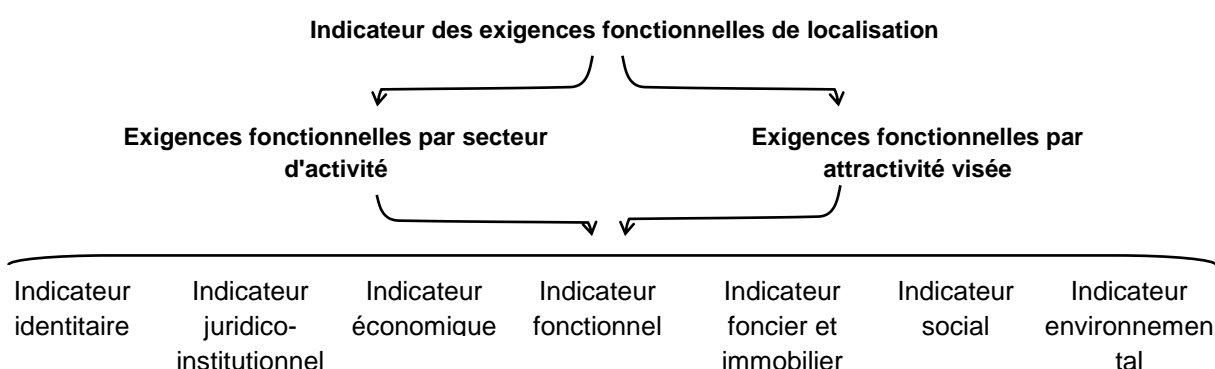 Indicateur des exigences fonctionnelles de localisation
Exigences fonctionnelles par secteur
d'activité
Exigences fonctionnelles par
attractivité visée
Indicateur
identitaire
Indicateur
juridico-
institutionnel
Indicateur
économique
Indicateur
fonctionnel
Indicateur
foncier et
immobilier
Indicateur
social
Indicateur
environnemen
tal